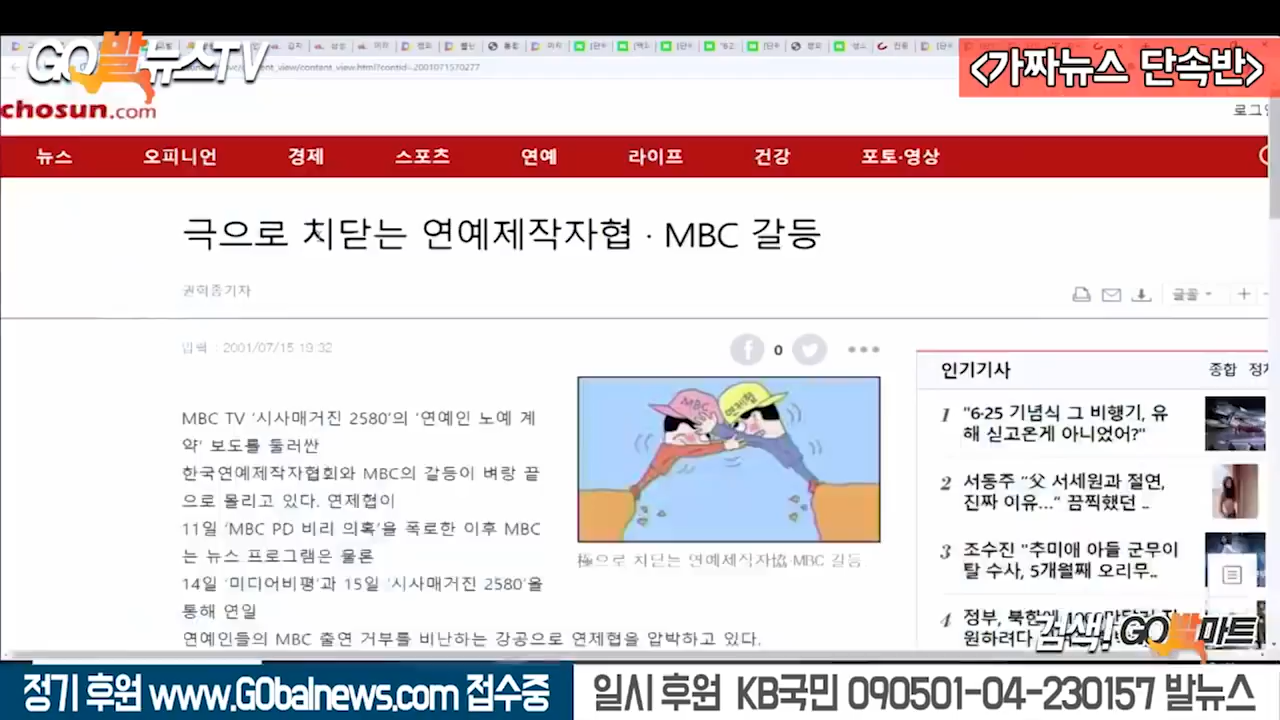 GO발뉴스TV
<가짜뉴스 단속반>
chosun.com
뉴스 오피니언 경제 스포츠 연예 라이프 건강 포토·영상
극으로 치닫는 연예제작자협 · MBC 갈등
글꼴
입력 : 2001/07/15 19:32
0
MBC TV '시사매거진 2580'의 '연예인 노예 계
약' 보도를 둘러싼
한국연예제작자협회와 MBC의 갈등이 벼랑 끝
으로 몰리고 있다. 연제협이
11일 'MBC PD 비리 의혹'을 폭로한 이후 MBC
는 뉴스 프로그램은 물론
14일 '미디어비평'과 15일 '시사매거진 2580'을
통해 연일
연예인들의 MBC 출연 거부를 비난하는 강공으로 연제협을 압박하고 있다.
MBC
연제협
極으로 치닫는 연예제작자協·MBC 갈등
인기기사 종합
1 "6·25 기념식 그 비행기, 유
해 싣고온게 아니었어?"
2 서동주 "父 서세원과 절연,
진짜 이유..." 끔찍했던 ..
3 조수진 "추미애 아들 군무이
탈 수사, 5개월째 오리무..
4 정부, 북한에
원하려다
검색! GO발마트
정기 후원 www.GObalnews.com 접수중
일시 후원 KB국민 090501-04-230157 발뉴스